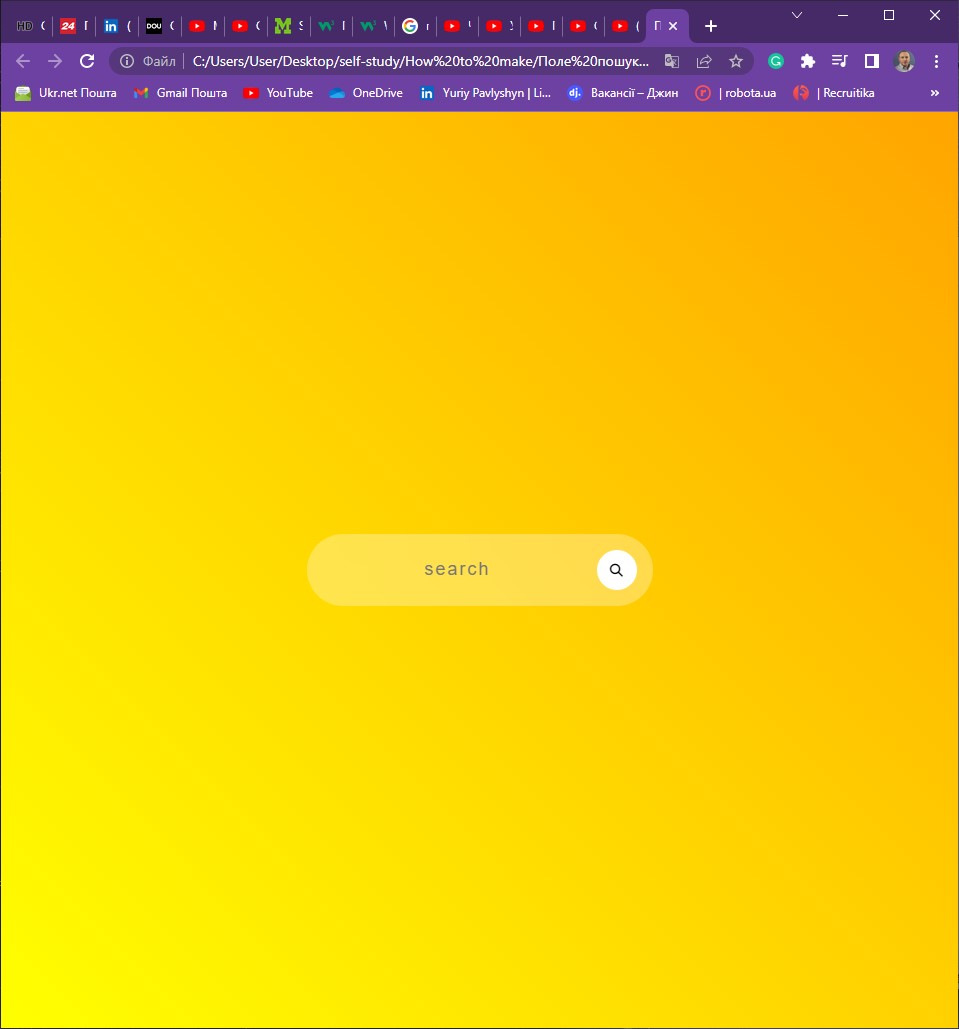 Файл C:/Users/User/Desktop/self-study/How%20to%20make/Поле%20пошук...
Ukr.net Пошта Gmail Пошта YouTube OneDrive Yuriy Pavlyshyn | Li... Вакансії – Джин | robota.ua | Recruitika »
search